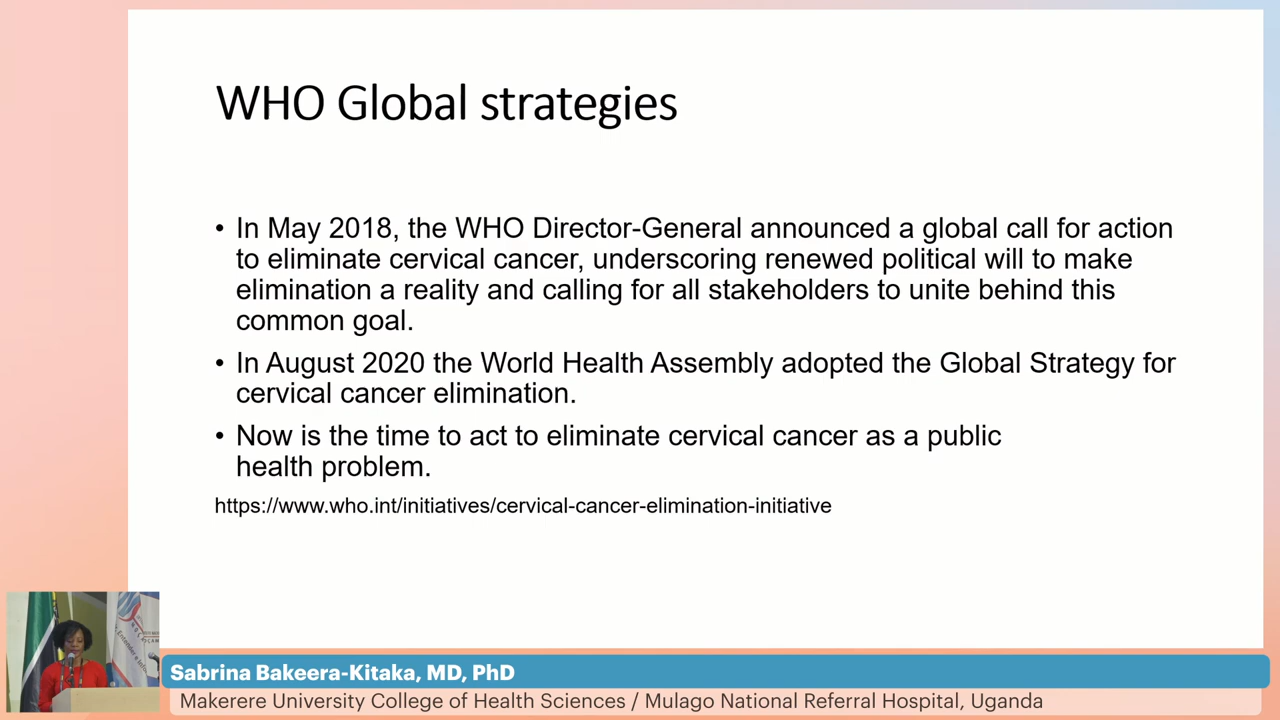 WHO Global strategies
• In May 2018, the WHO Director-General announced a global call for action
to eliminate cervical cancer, underscoring renewed political will to make
elimination a reality and calling for all stakeholders to unite behind this
common goal.
• In August 2020 the World Health Assembly adopted the Global Strategy for
cervical cancer elimination.
• Now is the time to act to eliminate cervical cancer as a public
health problem.
https://www.who.int/initiatives/cervical-cancer-elimination-initiative
Sabrina Bakeera-Kitaka, MD, PhD
Makerere University College of Health Sciences / Mulago National Referral Hospital, Uganda